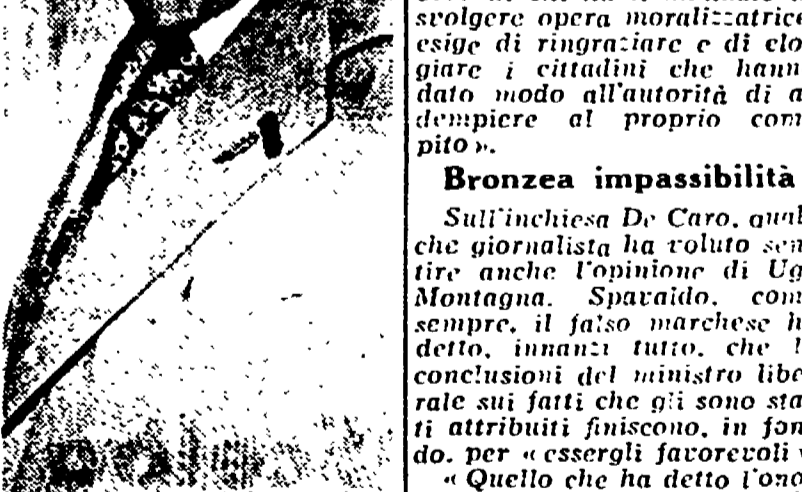 svolgere opera moralizzatrice
esige di ringraziare e di elo
giare i cittadini che hann
dato modo all'autorità di a
dempiere al proprio com
pito ».
Bronzea impassibilità
Sull'inchiesa De Caro, qual
che giornalista ha voluto sen
tire anche l'opinione di Ug
Montagna. Spavaldo, com
sempre, il falso marchese h
detto, innanzi tutto, che l
conclusioni del ministro libe
rale sui fatti che gli sono sta
ti attribuiti finiscono, in fon
do, per « essergli favorevoli »
« Quello che ha detto l'ono